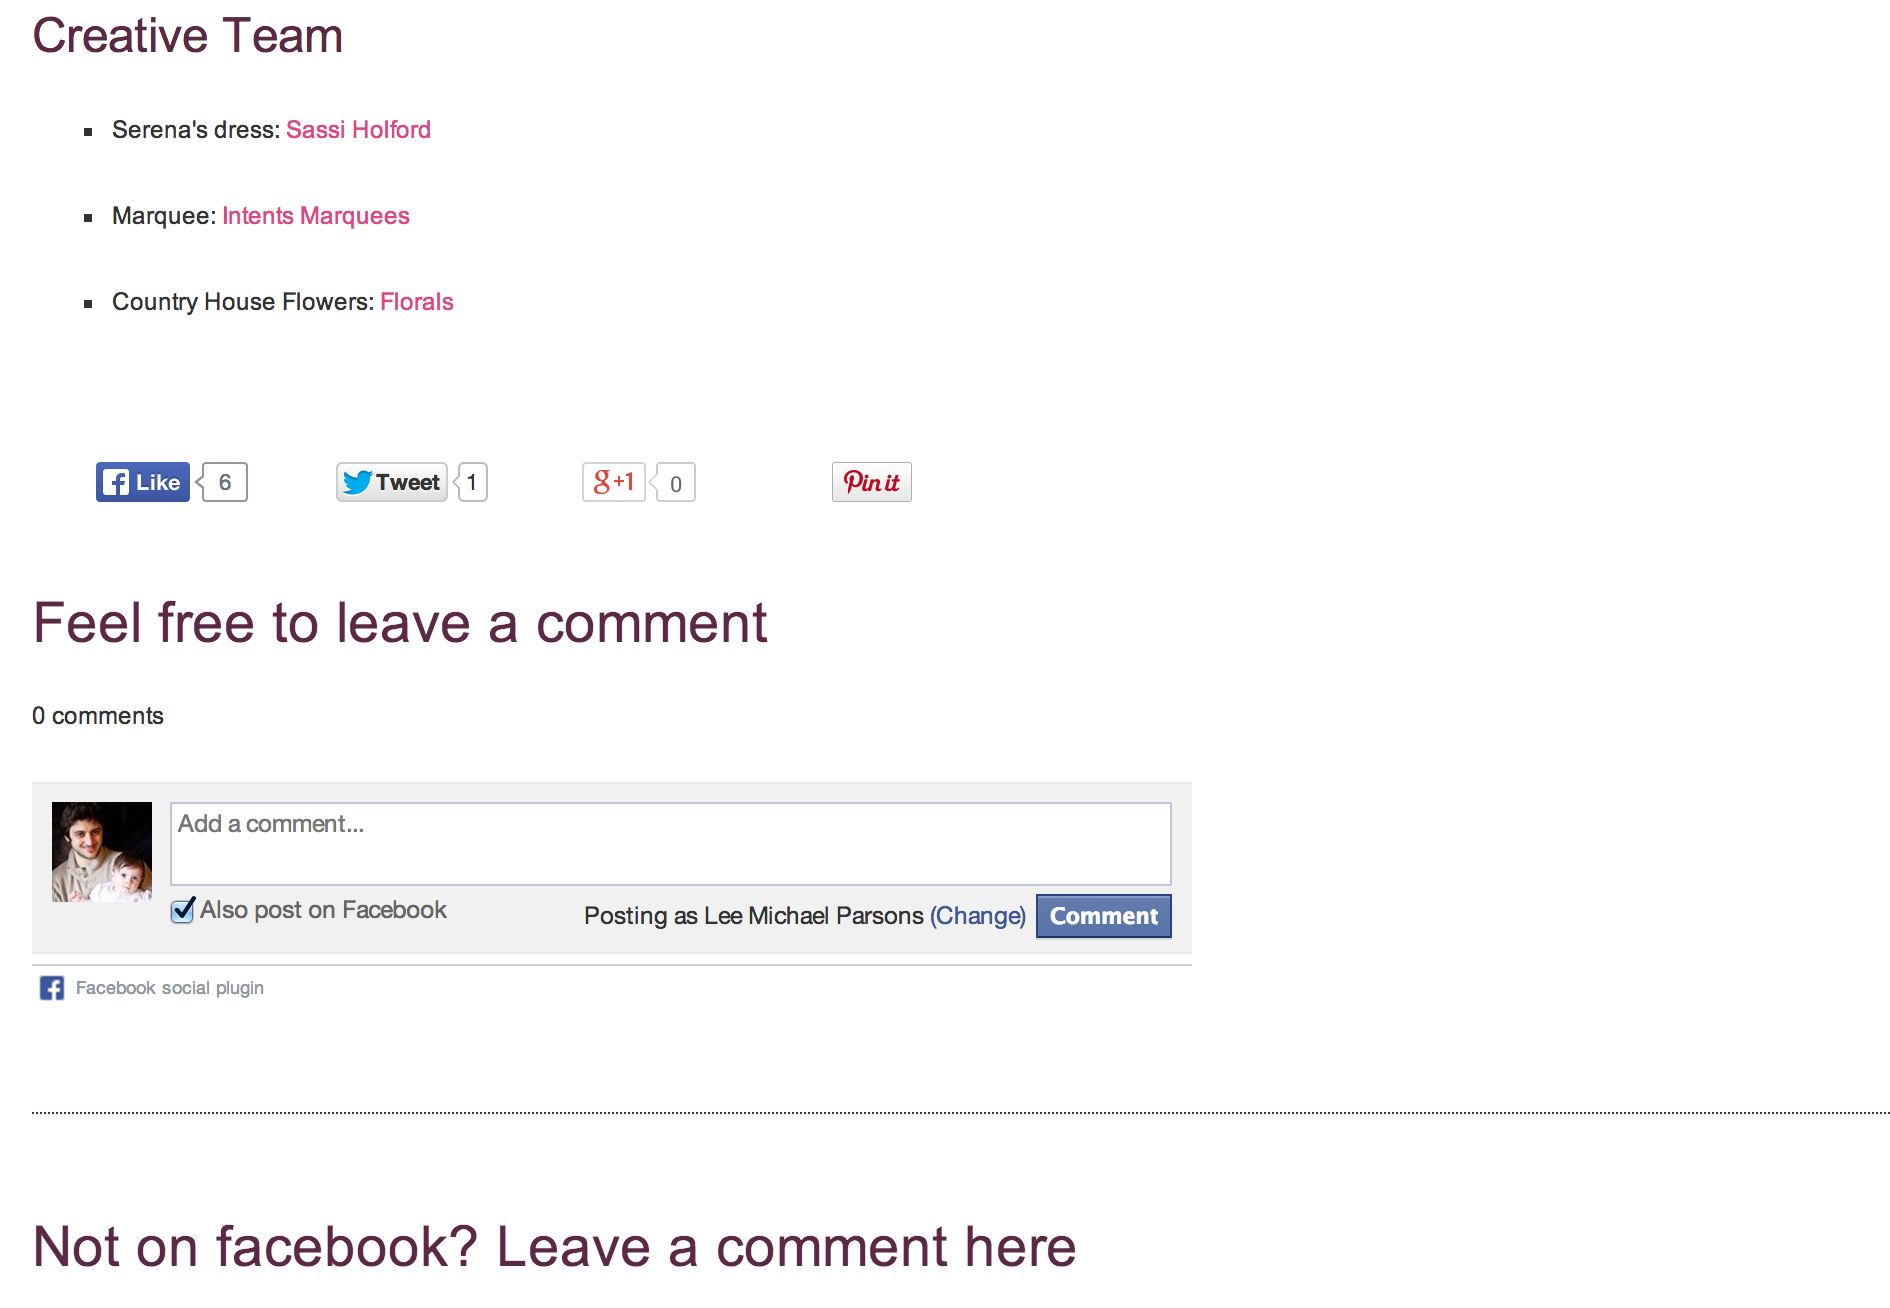 Creative Team
Serena's dress: Sassi Holford
Marquee: Intents Marquees
Country House Flowers: Florals
Like 6 Tweet 1 g+1 0 Pin it
Feel free to leave a comment
0 comments
Add a comment...
Also post on Facebook Posting as Lee Michael Parsons (Change) Comment
Facebook social plugin
Not on facebook? Leave a comment here